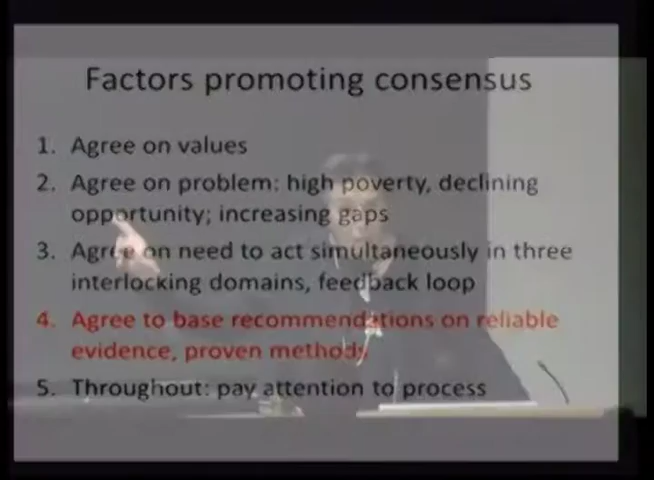 Factors promoting consensus
1. Agree on values
2. Agree on problem: high poverty, declining
opportunity; increasing gaps
3. Agree on need to act simultaneously in three
interlocking domains, feedback loop
4. Agree to base recommendations on reliable
evidence, proven methods
5. Throughout: pay attention to process